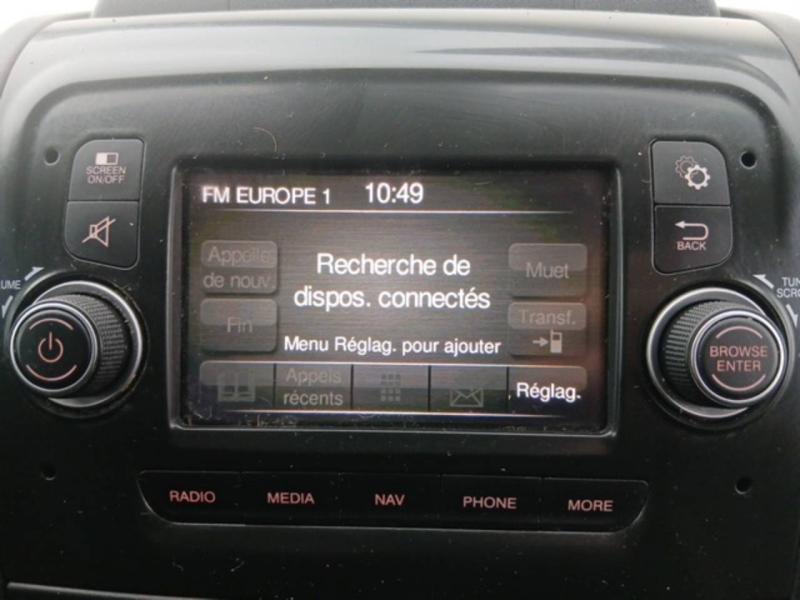 SCREEN
ON/OFF
FM EUROPE 1 10:49
BACK
Appelle
de nouv.
Recherche de
dispos. connectés
Muet
Fin
Transf.
Menu Réglag. pour ajouter
Appels
récents
Réglag.
BROWSE
ENTER
RADIO MEDIA NAV PHONE MORE